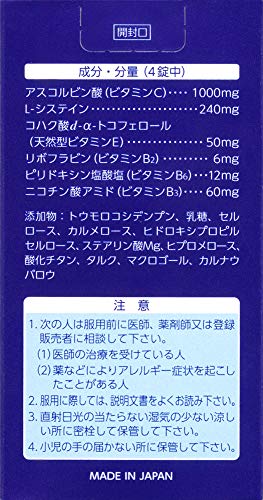 開封口
成分・分量（4錠中）
アスコルビン酸（ビタミンC）‥‥1000mg
L-システイン‥‥‥‥‥‥‥‥‥240mg
コハク酸d-α-トコフェロール
（天然型ビタミンE）‥‥‥‥‥50mg
リボフラビン（ビタミンB2）‥‥‥6mg
ピリドキシン塩酸塩（ビタミンB6）‥12mg
ニコチン酸アミド（ビタミンB3）‥‥60mg
添加物：トウモロコシデンプン、乳糖、セル
ロース、カルメロース、ヒドロキシプロピル
セルロース、ステアリン酸Mg、ヒプロメロース、
酸化チタン、タルク、マクロゴール、カルナウ
バロウ
注意
1. 次の人は服用前に医師、薬剤師又は登録
販売者に相談して下さい。
(1) 医師の治療を受けている人
(2) 薬などによりアレルギー症状を起こし
たことがある人
2. 服用に際しては、説明文書をよくお読み下さい。
3. 直射日光の当たらない湿気の少ない涼し
い所に密栓して保管して下さい。
4. 小児の手の届かない所に保管して下さい。
MADE IN JAPAN